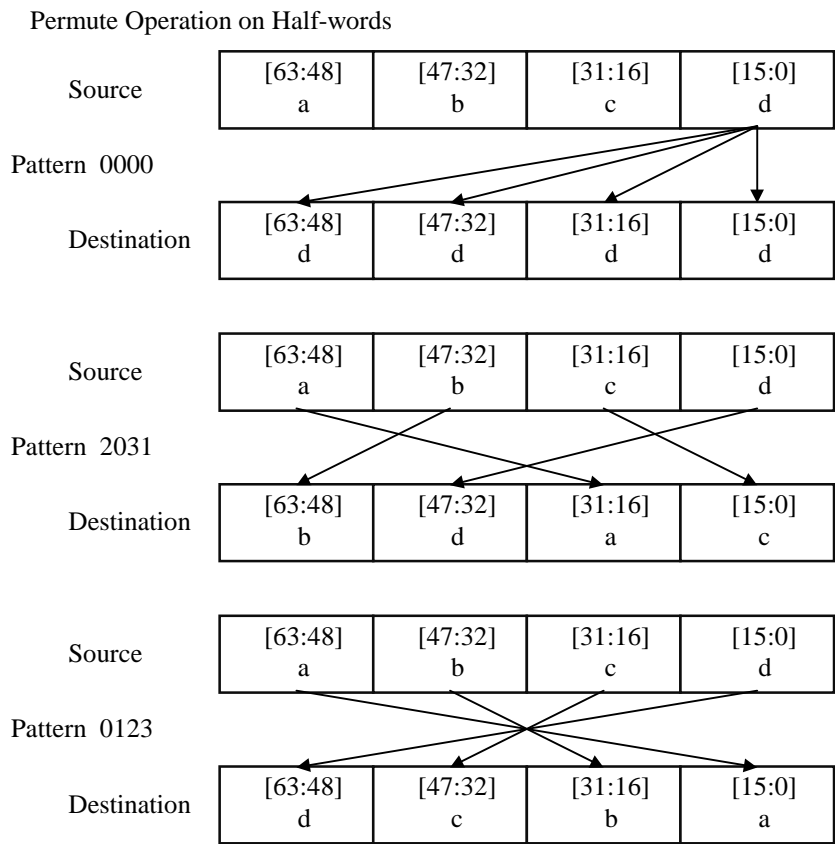 Permute Operation on Half-words
Source [63:48] [47:32] [31:16] [15:0]
a b c d
Pattern 0000
Destination [63:48] [47:32] [31:16] [15:0]
d d d d
Source [63:48] [47:32] [31:16] [15:0]
a b c d
Pattern 2031
Destination [63:48] [47:32] [31:16] [15:0]
b d a c
Source [63:48] [47:32] [31:16] [15:0]
a b c d
Pattern 0123
Destination [63:48] [47:32] [31:16] [15:0]
d c b a